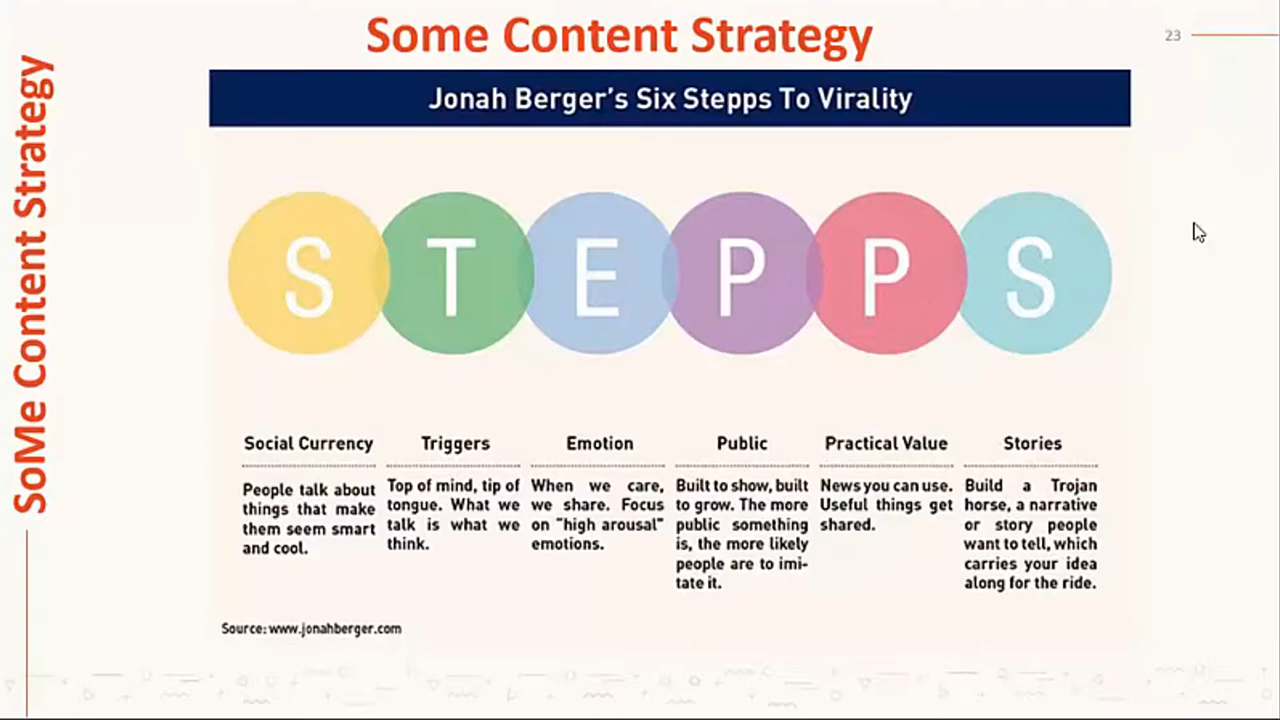 Some Content Strategy
23
SoMe Content Strategy
Jonah Berger's Six Stepps To Virality
S T E P P S
Social Currency
People talk about
things that make
them seem smart
and cool.
Triggers
Top of mind, tip of
tongue. What we
talk is what we
think.
Emotion
When we care,
we share. Focus
on "high arousal"
emotions.
Public
Built to show, built
to grow. The more
public something
is, the more likely
people are to imi-
tate it.
Practical Value
News you can use.
Useful things get
shared.
Stories
Build a Trojan
horse, a narrative
or story people
want to tell, which
carries your idea
along for the ride.
Source: www.jonahberger.com